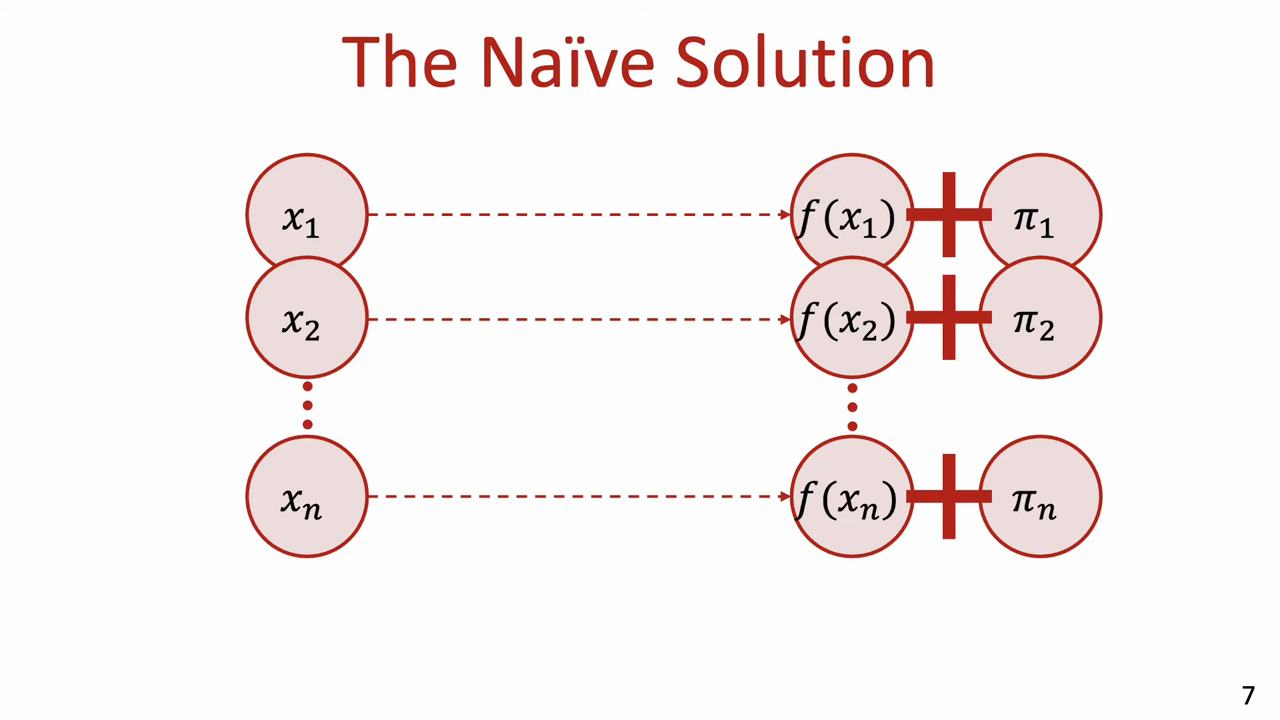 The Naïve Solution
x₁ f(x₁) + π₁
x₂ f(x₂) + π₂
xₙ f(xₙ) + πₙ
7